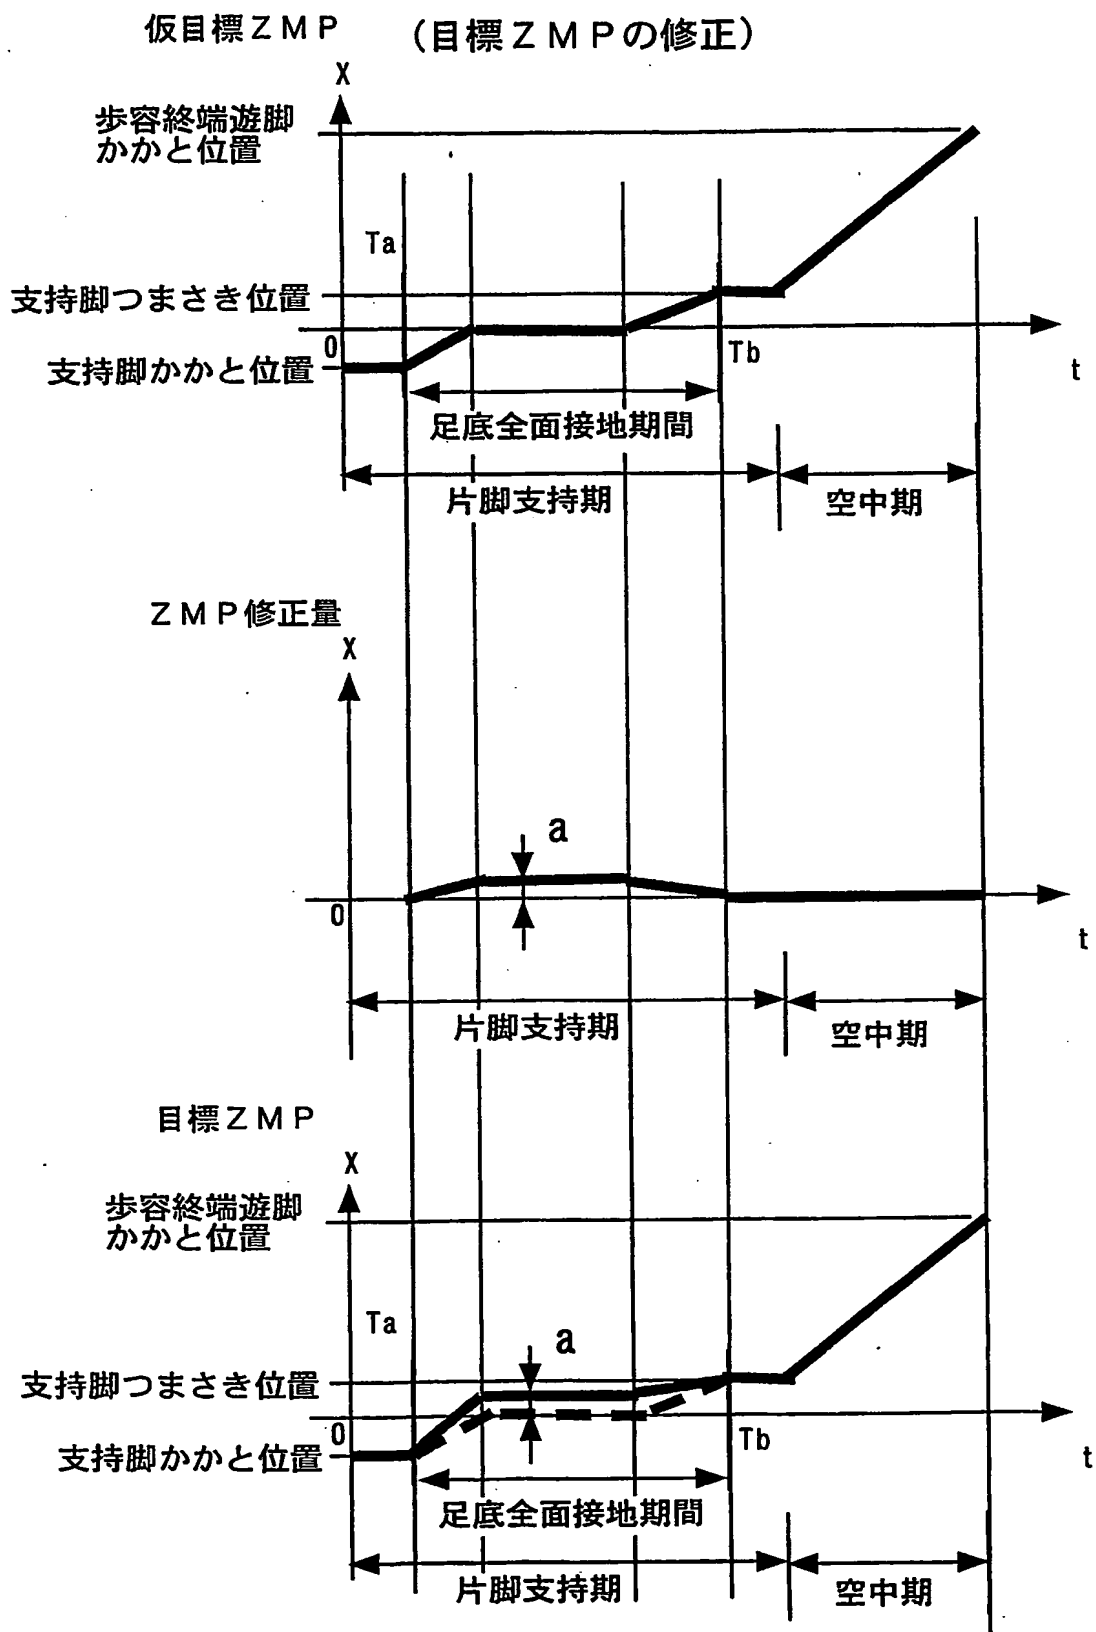 仮目標ZMP
(目標ZMPの修正)
X
歩容終端遊脚
かかと位置
Ta
支持脚つまさき位置
0
Tb
支持脚かかと位置
t
足底全面接地期間
片脚支持期
空中期
ZMP修正量
X
a
0
t
片脚支持期
空中期
目標ZMP
X
歩容終端遊脚
かかと位置
Ta
a
支持脚つまさき位置
0
Tb
支持脚かかと位置
t
足底全面接地期間
片脚支持期
空中期